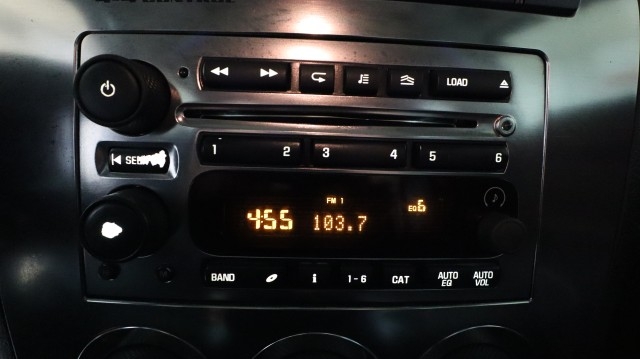 LOAD
1 2 3 4 5 6
FM 1
4:55 103.7 EQ 6
BAND i 1-6 CAT AUTO EQ AUTO VOL